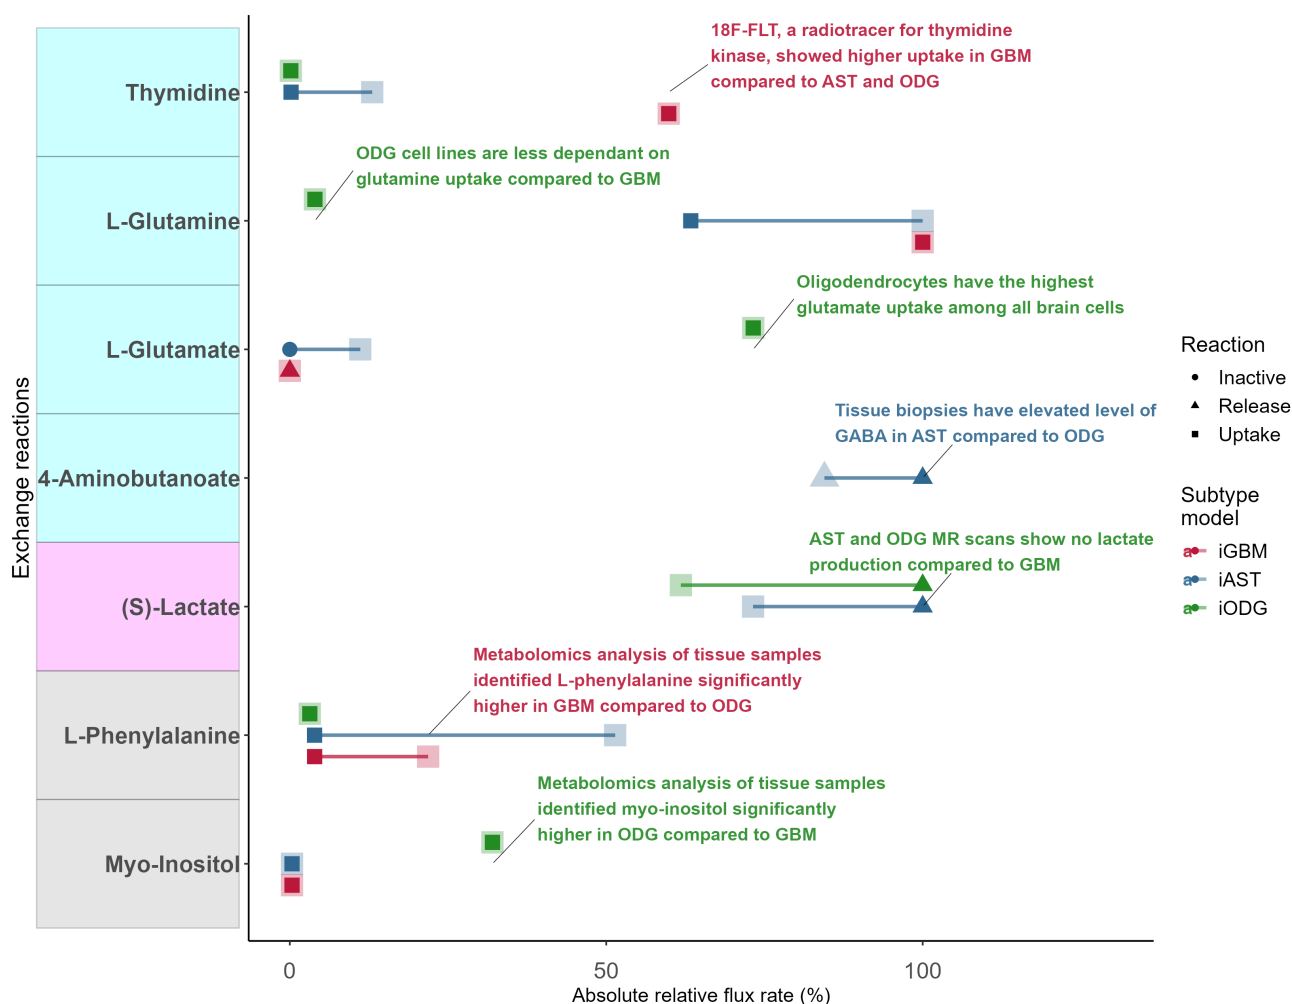 18F-FLT, a radiotracer for thymidine
kinase, showed higher uptake in GBM
compared to AST and ODG
Thymidine
ODG cell lines are less dependant on
glutamine uptake compared to GBM
L-Glutamine
Oligodendrocytes have the highest
glutamate uptake among all brain cells
L-Glutamate
Tissue biopsies have elevated level of
GABA in AST compared to ODG
4-Aminobutanoate
AST and ODG MR scans show no lactate
production compared to GBM
(S)-Lactate
Metabolomics analysis of tissue samples
identified L-phenylalanine significantly
higher in GBM compared to ODG
L-Phenylalanine
Metabolomics analysis of tissue samples
identified myo-inositol significantly
higher in ODG compared to GBM
Myo-Inositol
Exchange reactions
0 50 100
Absolute relative flux rate (%)
Reaction
Inactive
Release
Uptake
Subtype
model
a iGBM
a iAST
a iODG